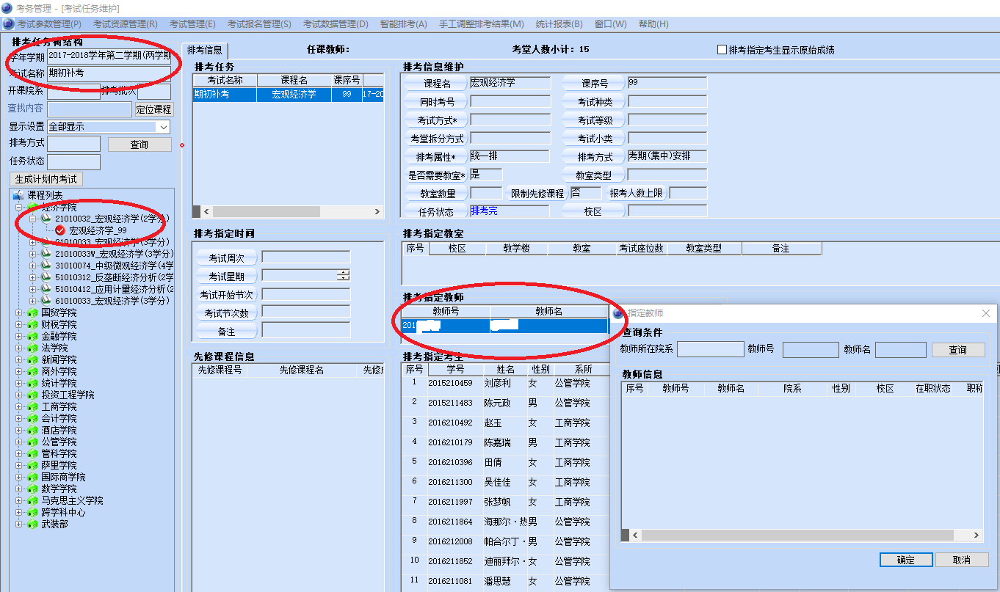 考务管理 - [考试任务维护]
考试参数管理(P) 考试资源管理(R) 考试管理(E) 考试报名管理(S) 考试数据管理(D) 智能排考(A) 手工调整排考结果(M) 统计报表(B) 窗口(W) 帮助(H)
排考任务树结构
学年学期 2017-2018学年第二学期(两学期
考试名称 期初补考
开课院系 排考批次
查找内容 定位课程
显示设置 全部显示
排考方式 查询
任务状态
生成计划内考试
课程列表
经济学院
21010032_宏观经济学(2学分)
宏观经济学_99
21010033_宏观经济学(3学分)
21010033W_宏观经济学(3学分)
31010074_中级微观经济学(4学
51010312_反垄断经济分析(2学
51010412_应用计量经济分析(2
61010033_宏观经济学(3学分)
国贸学院
财税学院
金融学院
法学院
新闻学院
商外学院
统计学院
投资工程学院
工商学院
会计学院
酒店学院
公管学院
管科学院
萨里学院
国际商学院
数学学院
马克思主义学院
跨学科中心
武装部
排考信息 任课教师: 考堂人数小计: 15 排考指定考生显示原始成绩
排考任务
考试名称 课程名 课序号
期初补考 宏观经济学 99 17-20
排考指定时间
考试周次
考试星期
考试开始节次
考试节次数
备注
先修课程信息
先修课程号 先修课程名 先修
排考信息维护
课程名 宏观经济学 课序号 99
同时考号 考试种类
考试方式* 考试等级
考堂拆分方式 考试小类
排考属性* 统一排 排考方式 考期(集中)安排
是否需要教室* 是 教室类型
教室数量 限制先修课程 否 报考人数上限
任务状态 排考完 校区
排考指定教室
序号 校区 教学楼 教室 考试座位数 教室类型 备注
排考指定教师
教师号 教师名
201
排考指定考生
序号 学号 姓名 性别 系所
1 2015210459 刘彦利 女 公管学院
2 2015211483 陈元政 男 公管学院
3 2016210492 赵玉 女 工商学院
4 2016210179 陈嘉瑞 男 工商学院
5 2016210396 田倩 女 工商学院
6 2016211300 吴佳佳 女 工商学院
7 2016211997 张梦帆 女 工商学院
8 2016211864 海那尔·热 男 公管学院
9 2016212008 帕合尔丁· 男 公管学院
10 2016211852 迪丽拜尔· 女 公管学院
11 2016211081 潘思慧 女 公管学院
指定教师
查询条件
教师所在院系 教师号 教师名 查询
教师信息
序号 教师号 教师名 院系 性别 校区 在职状态 职称
确定 取消